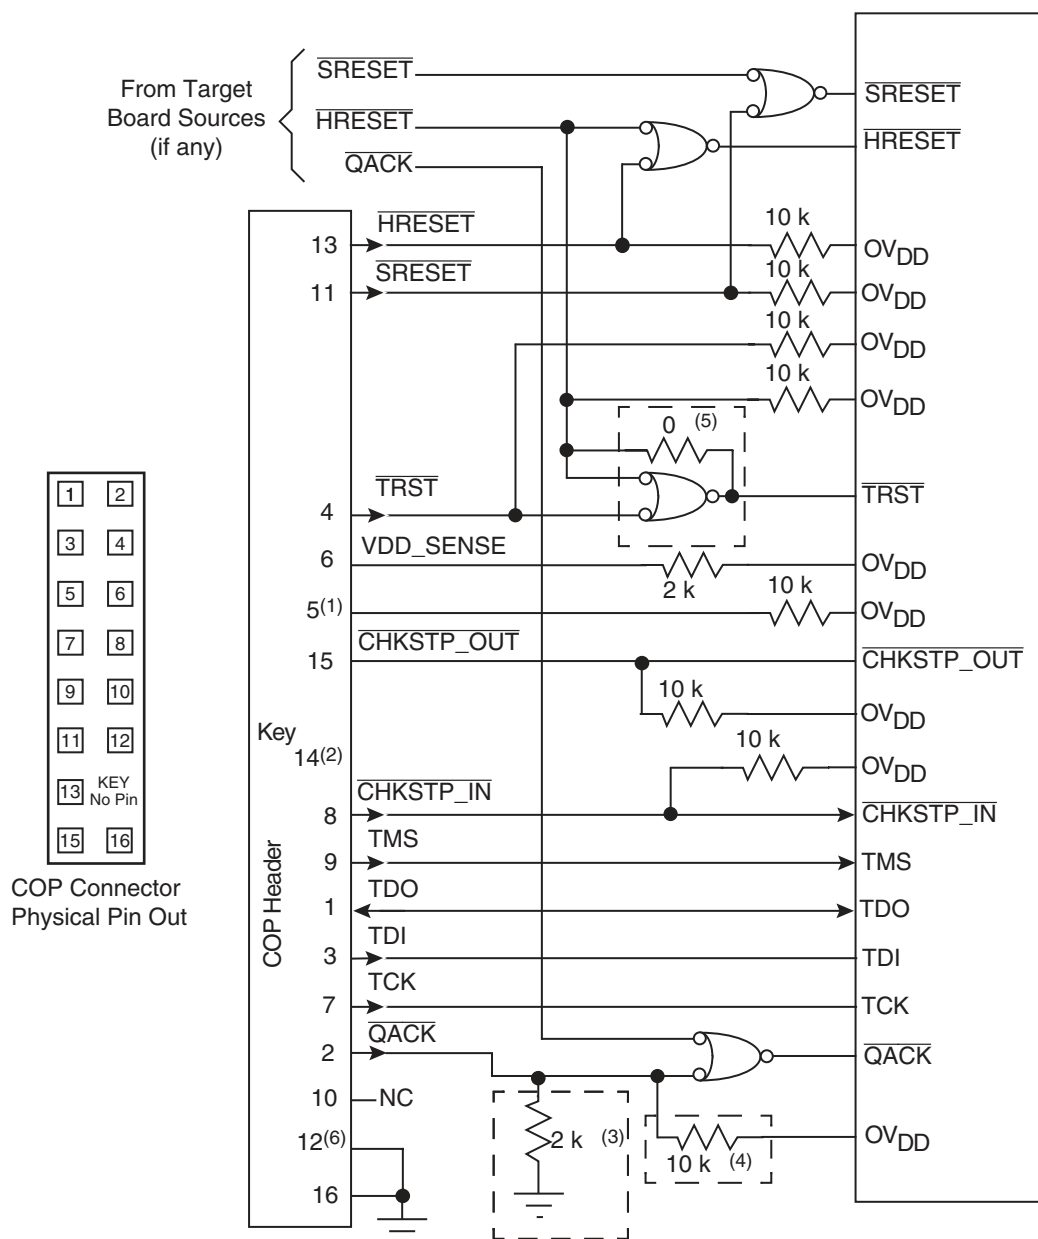 From Target
Board Sources
(if any)
SRESET
HRESET
QACK
SRESET
HRESET
13
HRESET
10 k
OVDD
11
SRESET
10 k
OVDD
10 k
OVDD
10 k
OVDD
0 (5)
4
TRST
TRST
6
VDD_SENSE
2 k
OVDD
5(1)
10 k
OVDD
15
CHKSTP_OUT
CHKSTP_OUT
10 k
OVDD
Key
14(2)
10 k
OVDD
8
CHKSTP_IN
CHKSTP_IN
9
TMS
TMS
1
TDO
TDO
3
TDI
TDI
7
TCK
TCK
2
QACK
QACK
10
NC
2 k (3)
10 k (4)
OVDD
12(6)
16
COP Header
1 2
3 4
5 6
7 8
9 10
11 12
13 KEY
No Pin
15 16
COP Connector
Physical Pin Out